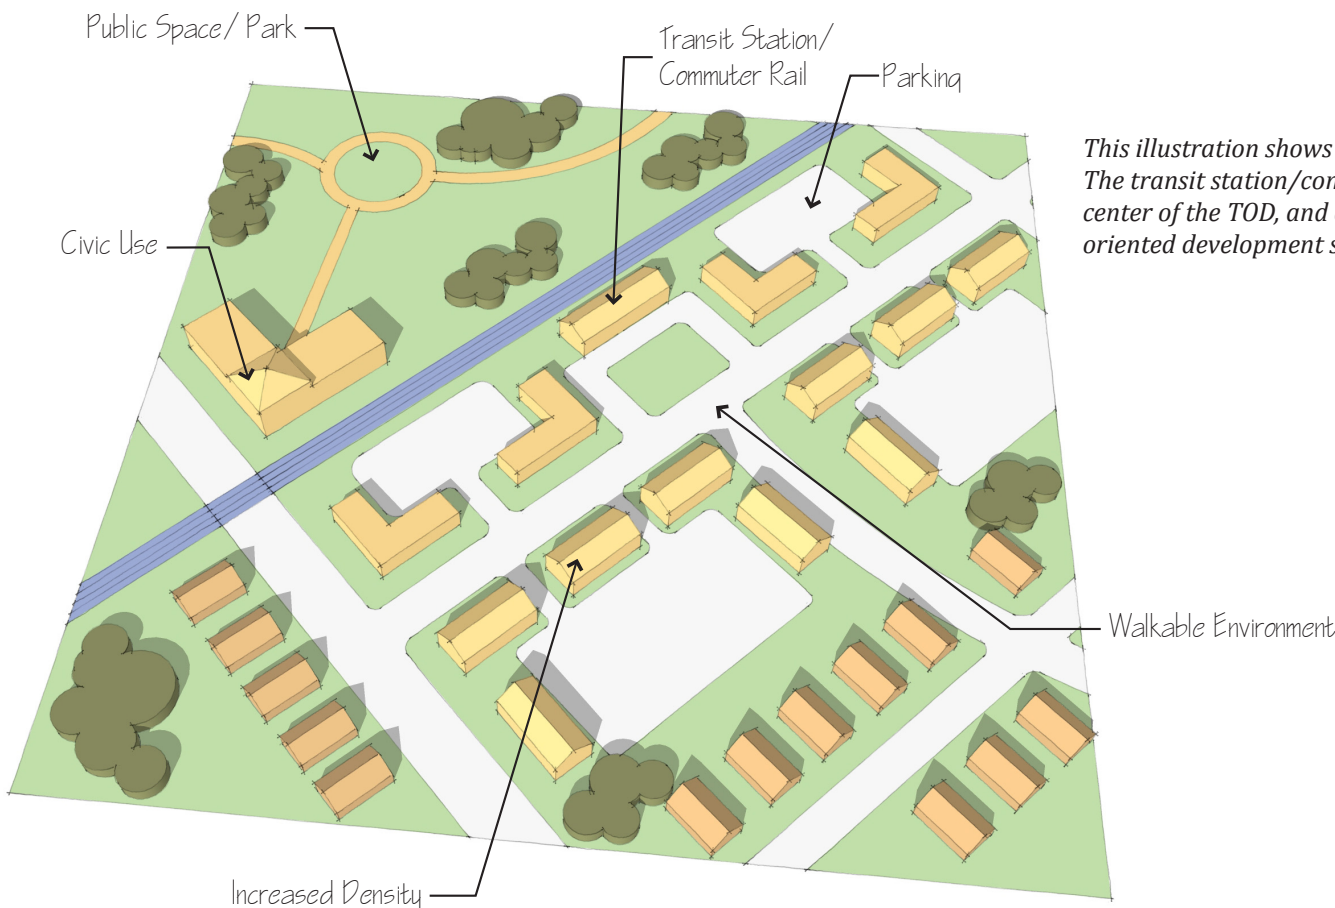 Public Space/ Park
Transit Station/
Commuter Rail
Parking
This illustration shows
The transit station/con
center of the TOD, and
oriented development s
Civic Use
Walkable Environment
Increased Density